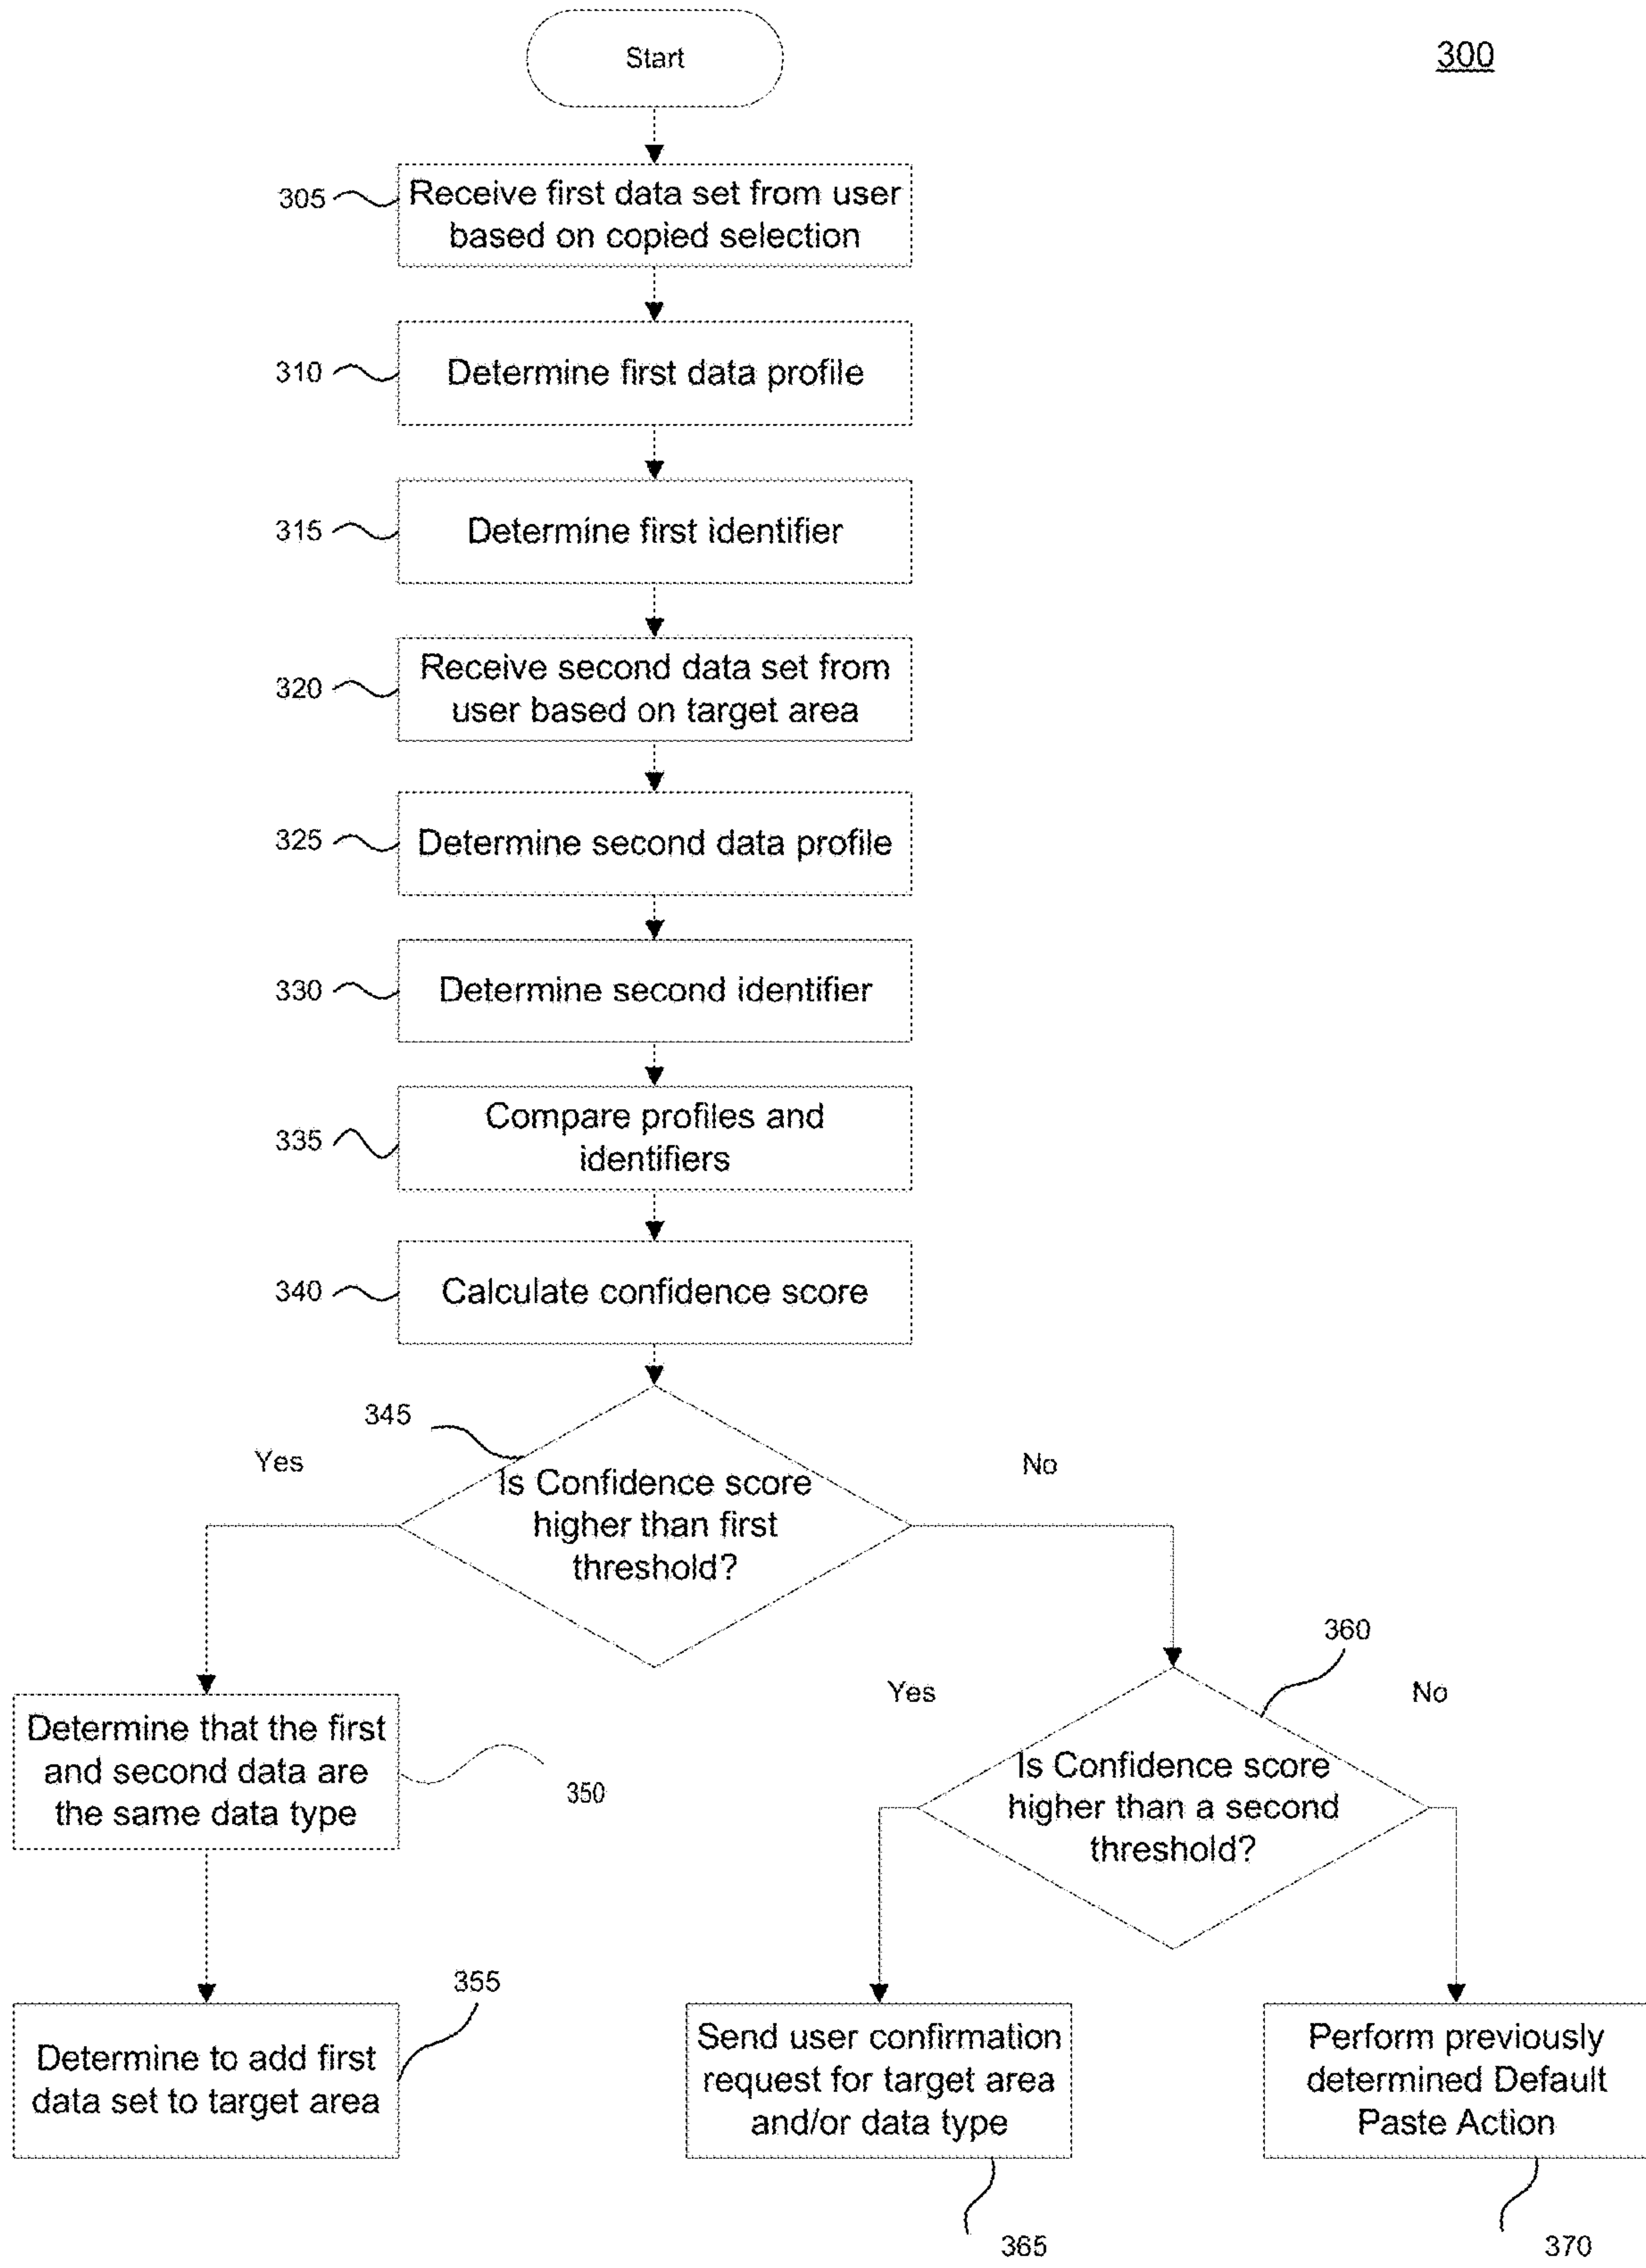 Start
300
305
Receive first data set from user
based on copied selection
310
Determine first data profile
315
Determine first identifier
320
Receive second data set from
user based on target area
325
Determine second data profile
330
Determine second identifier
335
Compare profiles and
identifiers
340
Calculate confidence score
345
Yes
No
Is Confidence score
higher than first
threshold?
360
Yes
No
Determine that the first
and second data are
the same data type
350
Is Confidence score
higher than a second
threshold?
355
Determine to add first
data set to target area
Send user confirmation
request for target area
and/or data type
Perform previously
determined Default
Paste Action
365
370